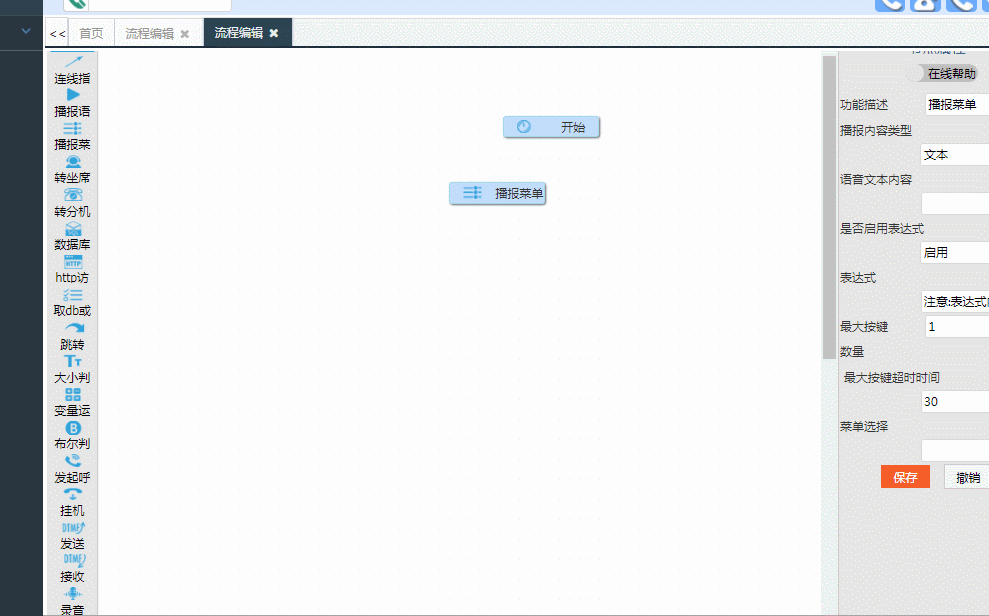 << 首页 流程编辑 × 流程编辑 ×
连线指
播报语
播报菜
转坐席
转分机
数据库
HTTP
http访
取db或
跳转
TT
大小判
变量运
B
布尔判
发起呼
挂机
DTMF
发送
DTMF
接收
录音
开始
播报菜单
在线帮助
功能描述 播报菜单
播报内容类型
文本
语音文本内容
是否启用表达式
启用
表达式
注意:表达式
最大按键 1
数量
最大按键超时时间
30
菜单选择
保存 撤销